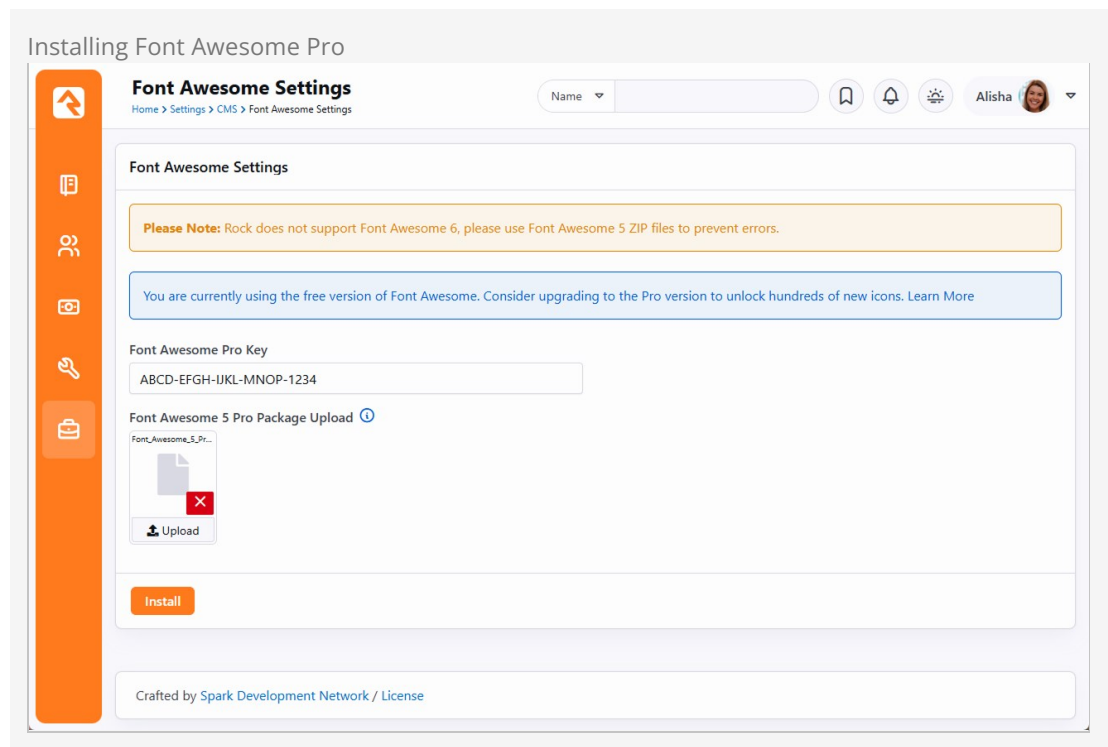 Installing Font Awesome Pro
Font Awesome Settings
Name
Alisha
Home > Settings > CMS > Font Awesome Settings
Font Awesome Settings
Please Note: Rock does not support Font Awesome 6, please use Font Awesome 5 ZIP files to prevent errors.
You are currently using the free version of Font Awesome. Consider upgrading to the Pro version to unlock hundreds of new icons. Learn More
Font Awesome Pro Key
ABCD-EFGH-IJKL-MNOP-1234
Font Awesome 5 Pro Package Upload
Font_Awesome_5_Pr...
Upload
Install
Crafted by Spark Development Network / License